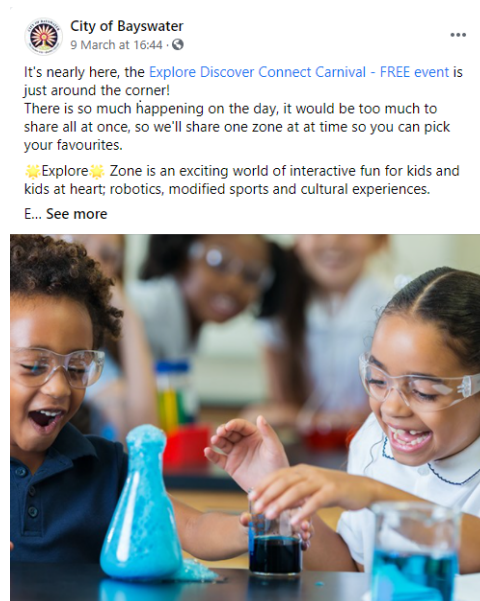 City of Bayswater
9 March at 16:44 ·
It's nearly here, the Explore Discover Connect Carnival - FREE event is
just around the corner!
There is so much happening on the day, it would be too much to
share all at once, so we'll share one zone at at time so you can pick
your favourites.
🌟Explore🌟 Zone is an exciting world of interactive fun for kids and
kids at heart; robotics, modified sports and cultural experiences.
E... See more